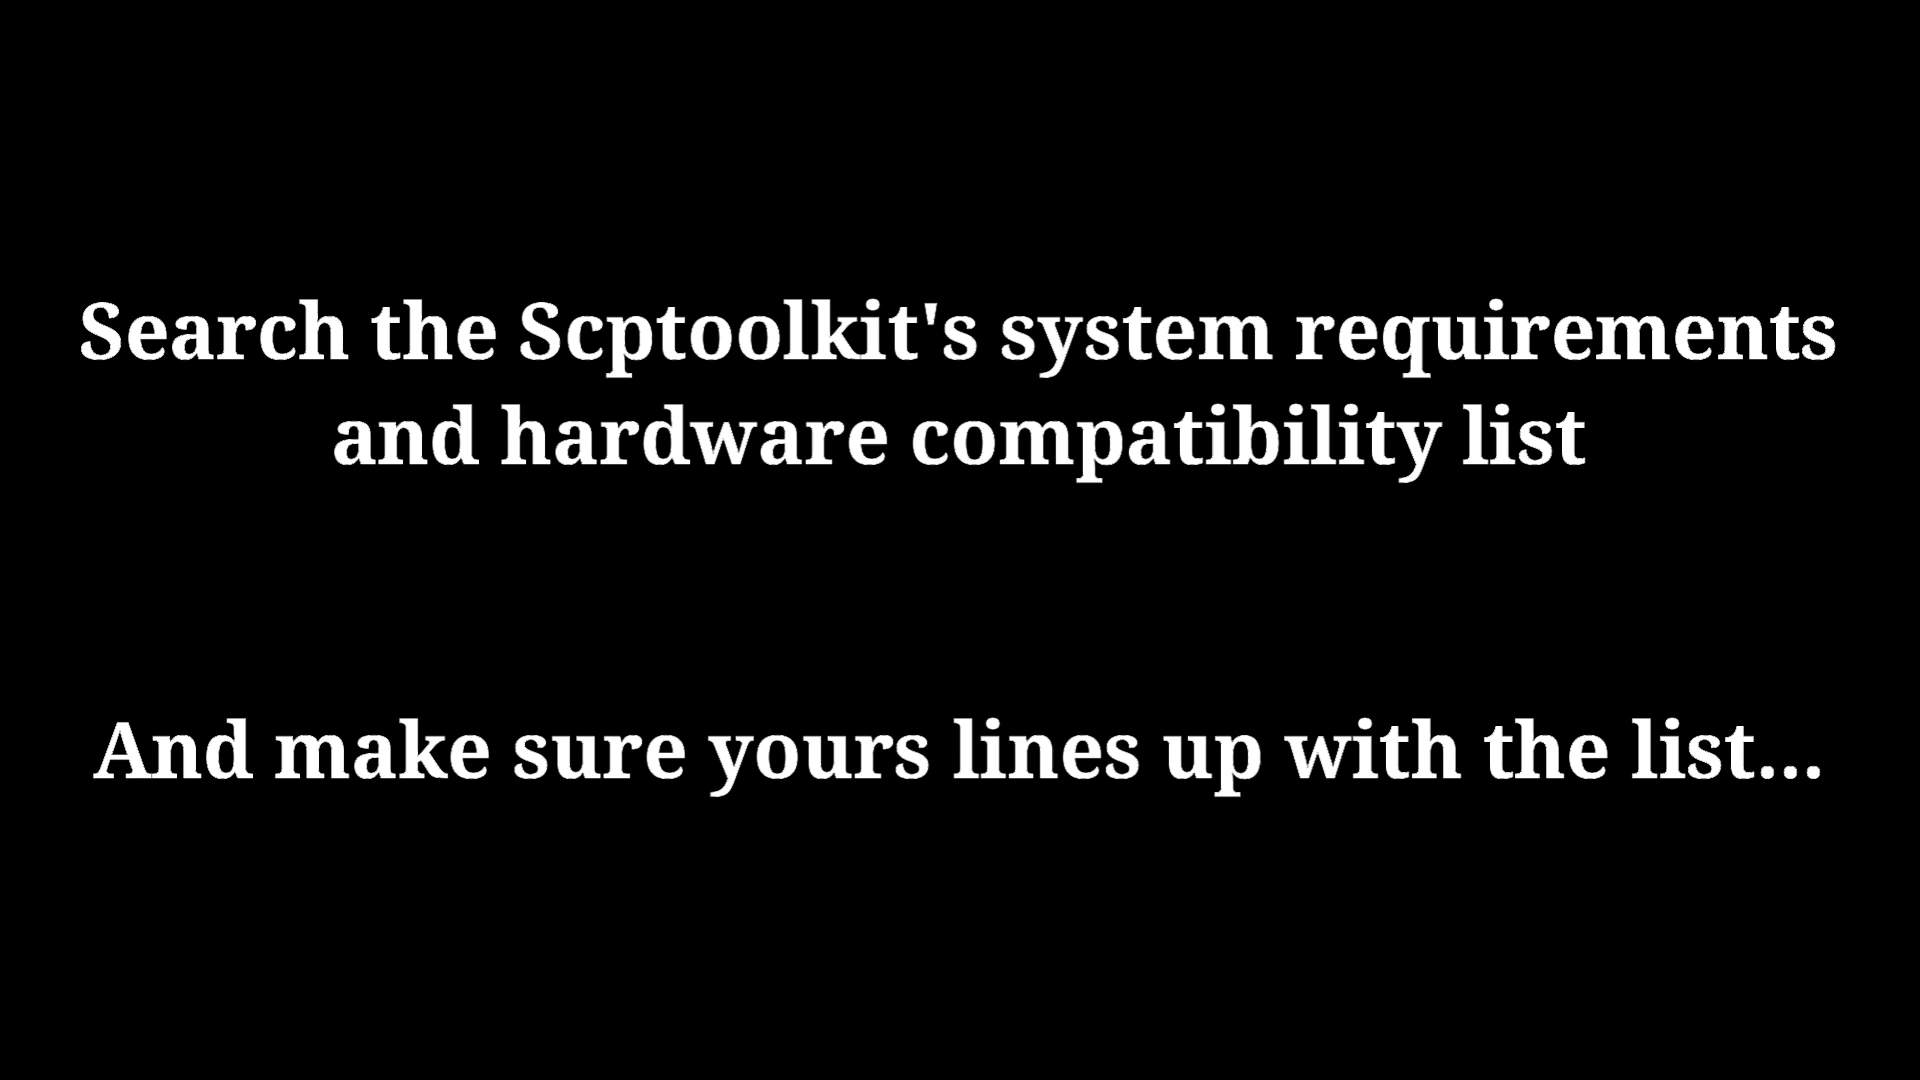 Search the Scptoolkit's system requirements
and hardware compatibility list
And make sure yours lines up with the list...